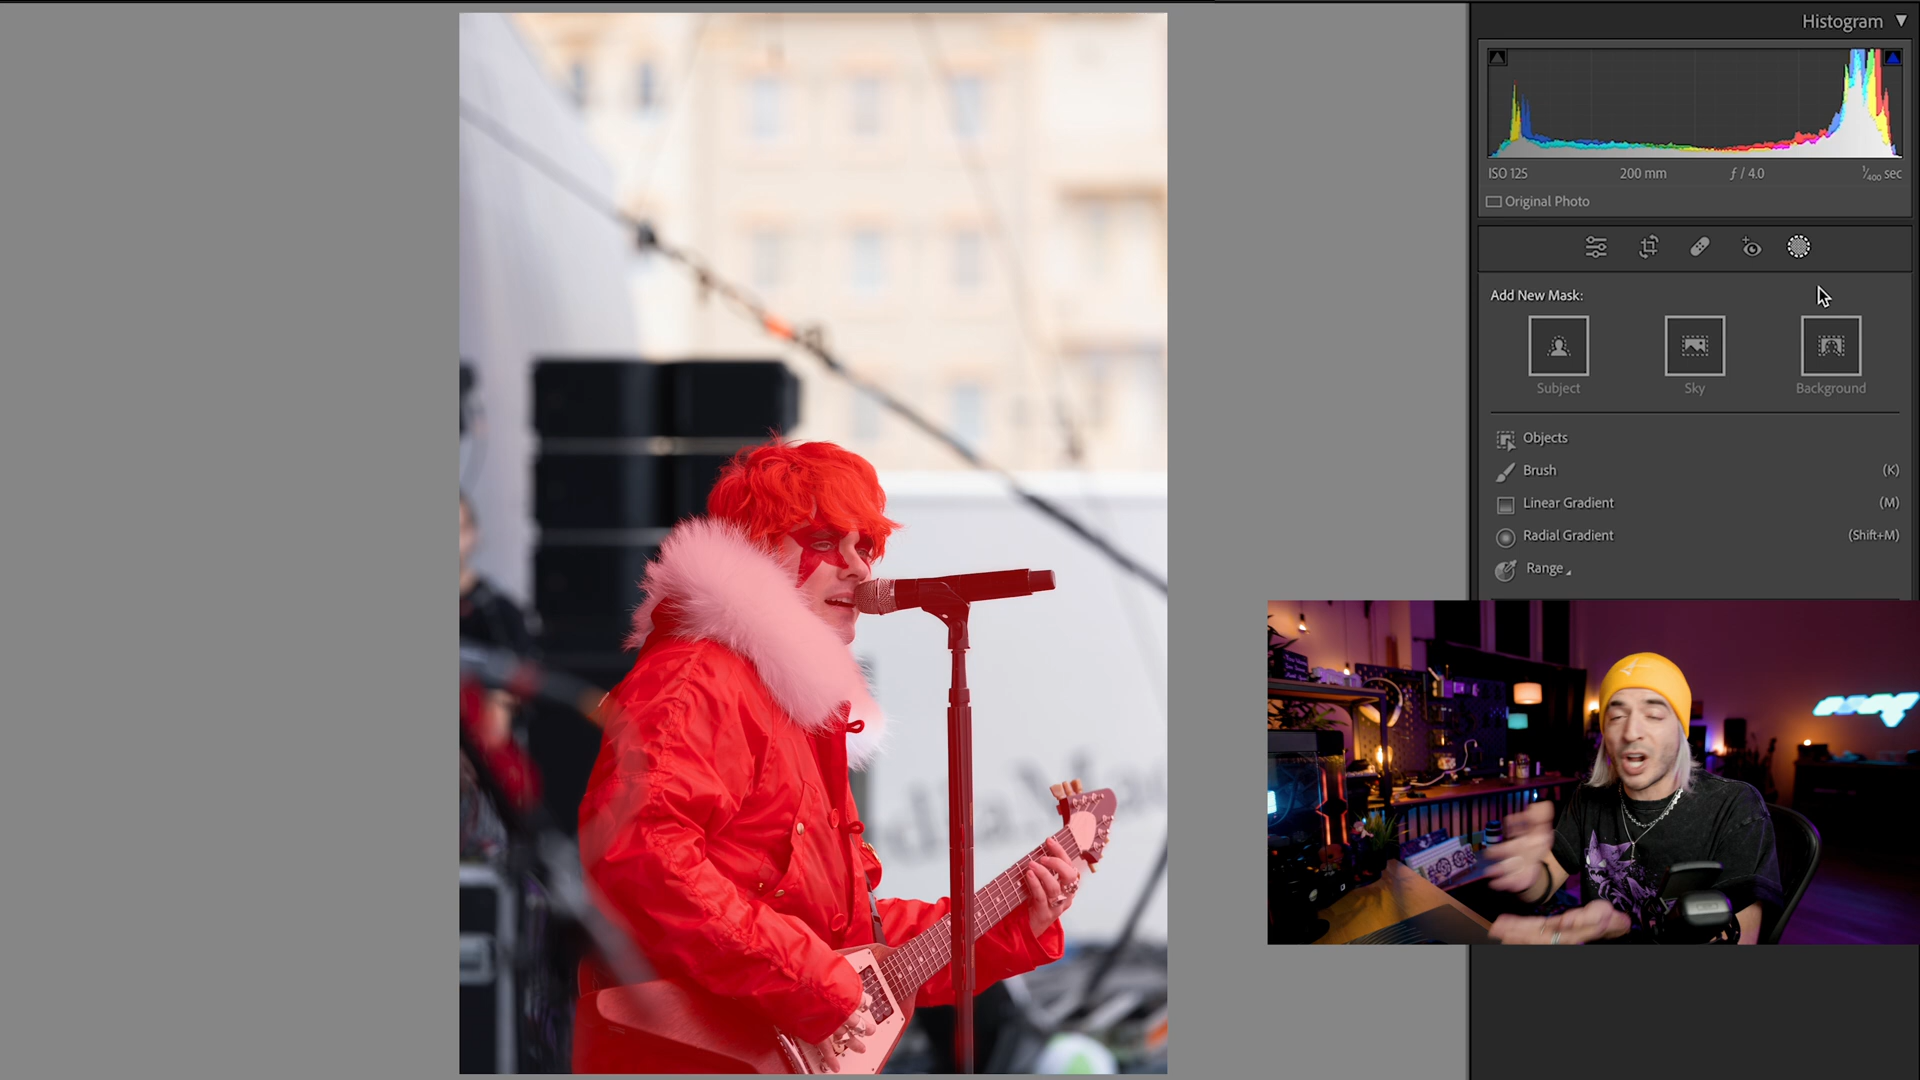 Histogram
ISO 125 200 mm ƒ / 4.0 1/400 sec
Original Photo
Add New Mask:
Subject Sky Background
Objects
Brush (K)
Linear Gradient (M)
Radial Gradient (Shift+M)
Range